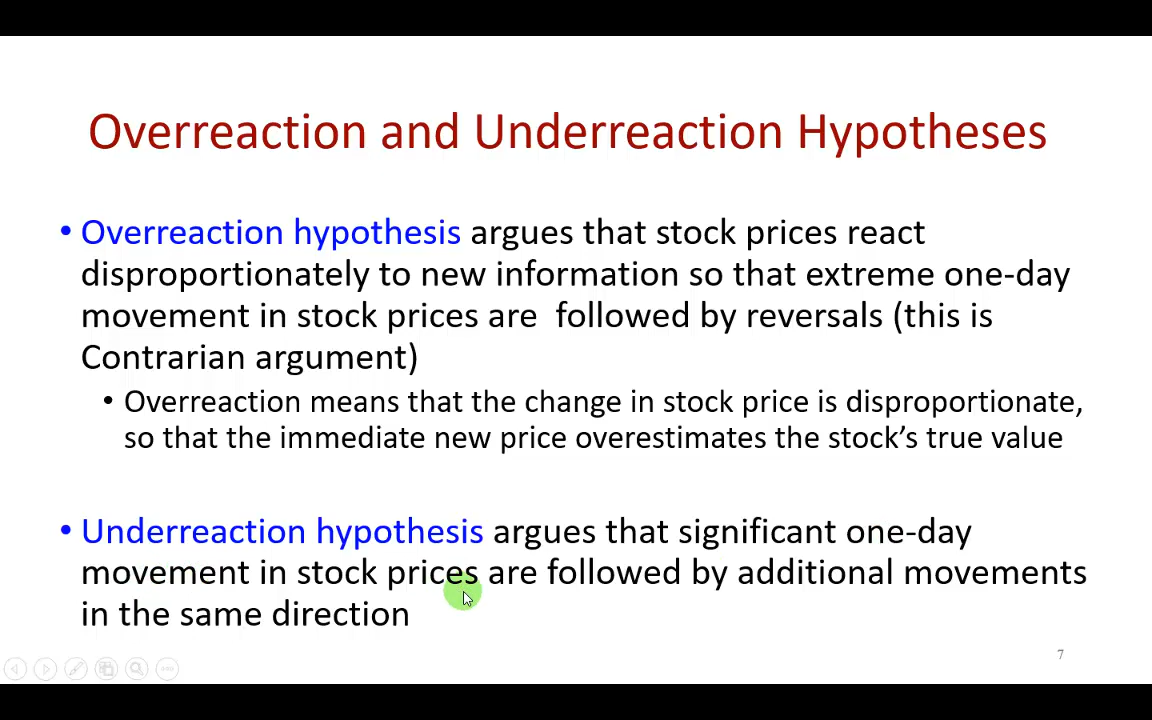 Overreaction and Underreaction Hypotheses
• Overreaction hypothesis argues that stock prices react
disproportionately to new information so that extreme one-day
movement in stock prices are  followed by reversals (this is
Contrarian argument)
• Overreaction means that the change in stock price is disproportionate,
so that the immediate new price overestimates the stock’s true value
• Underreaction hypothesis argues that significant one-day
movement in stock prices are followed by additional movements
in the same direction
7